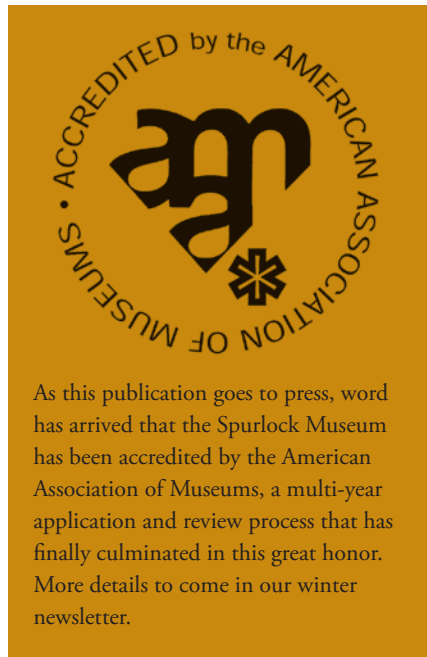 • ACCREDITED by the AMERICAN ASSOCIATION OF MUSEUMS
aam
As this publication goes to press, word
has arrived that the Spurlock Museum
has been accredited by the American
Association of Museums, a multi-year
application and review process that has
finally culminated in this great honor.
More details to come in our winter
newsletter.